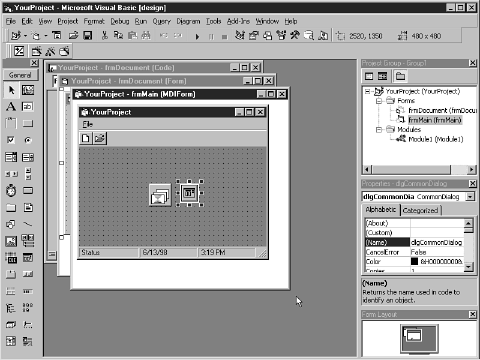 YourProject - Microsoft Visual Basic [design]
File Edit View Project Format Debug Run Query Diagram Tools Add-Ins Window Help
2520, 1350
480 x 480
General
YourProject - frmDocument (Code)
YourProject - frmDocument (Form)
YourProject - frmMain (MDIForm)
YourProject
File
Status 6/13/98 3:19 PM
Project Group - Group1
YourProject (YourProject)
Forms
frmDocument (frmDocu
frmMain (frmMain)
Modules
Module1 (Module1)
Properties - dlgCommonDialog
dlgCommonDia CommonDialog
Alphabetic Categorized
(About)
(Custom)
(Name) dlgCommonDialog
CancelError False
Color &H00000000&
Copies 1
(Name)
Returns the name used in code to
identify an object.
Form Layout